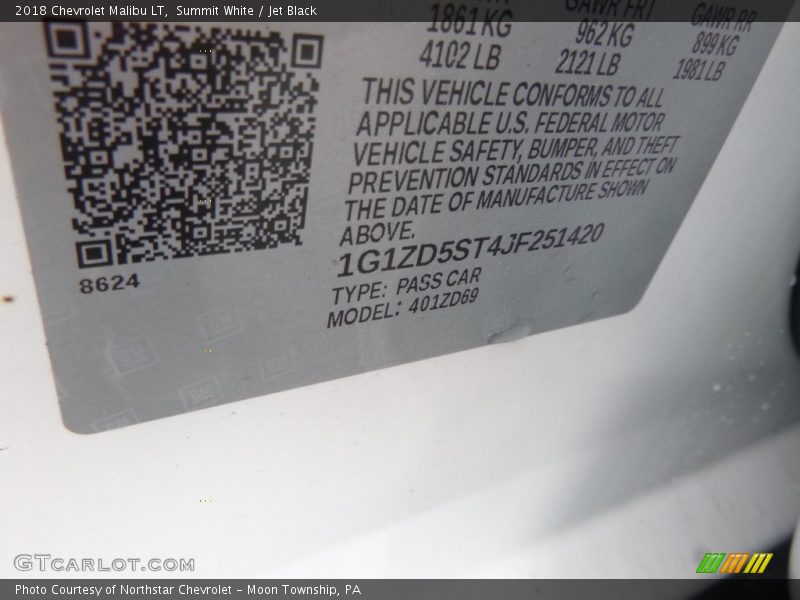 2018 Chevrolet Malibu LT,  Summit White / Jet Black
GAWR FRT GAWR RR
1861 KG 962 KG 899 KG
4102 LB 2121 LB 1981 LB
THIS VEHICLE CONFORMS TO ALL
APPLICABLE U.S. FEDERAL MOTOR
VEHICLE SAFETY, BUMPER, AND THEFT
PREVENTION STANDARDS IN EFFECT ON
THE DATE OF MANUFACTURE SHOWN
ABOVE.
1G1ZD5ST4JF251420
TYPE: PASS CAR
MODEL: 401ZD69
8624
GTCARLOT.COM
Photo Courtesy of Northstar Chevrolet - Moon Township, PA